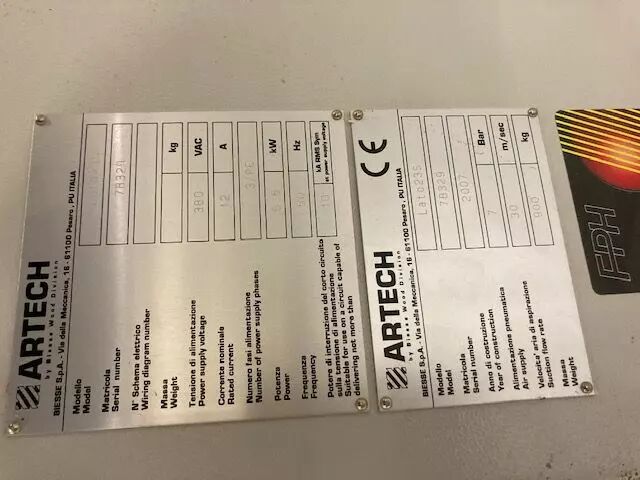 ARTECH
by Biesse Wood Division
BIESSE S.p.A. - Via della Meccanica, 16 - 61100 Pesaro, PU ITALIA
Modello
Model
Matricola
Serial number 78329
N° Schema elettrico
Wiring diagram number
Massa
Weight kg
Tensione di alimentazione
Power supply voltage 380 VAC
Corrente nominale
Rated current 12 A
Numero fasi alimentazione
Number of power supply phases 3/PE
Potenza
Power kW
Frequenza
Frequency 50 Hz
Potere di interruzione del corto circuito
sulla tensione di alimentazione
Suitable for use on a circuit capable of
delivering not more than 10 kA RMS Sym
at power supply voltage
ARTECH CE
by Biesse Wood Division
BIESSE S.p.A. - Via della Meccanica, 16 - 61100 Pesaro, PU ITALIA
Modello
Model La10235
Matricola
Serial number 78329
Anno di costruzione
Year of construction 2007
Alimentazione pneumatica
Air supply 7 Bar
Velocita' aria di aspirazione
Suction flow rate 30 m/sec
Massa
Weight 900 kg
FPH